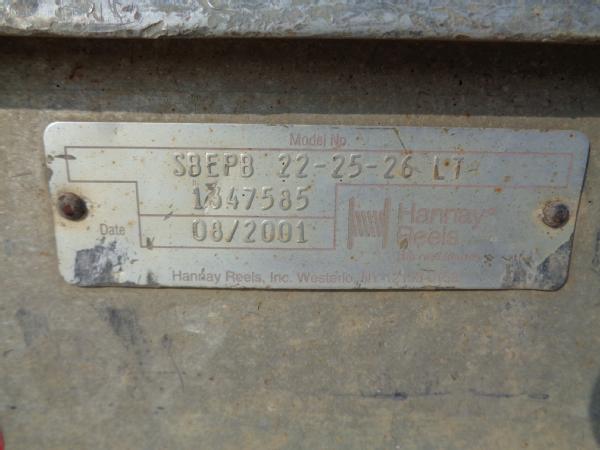 Model No.
SBEPB 22-25-26 LT
1347585
Date 08/2001
Hannay®
Reels
Hannay Reels, Inc. Westerlo,